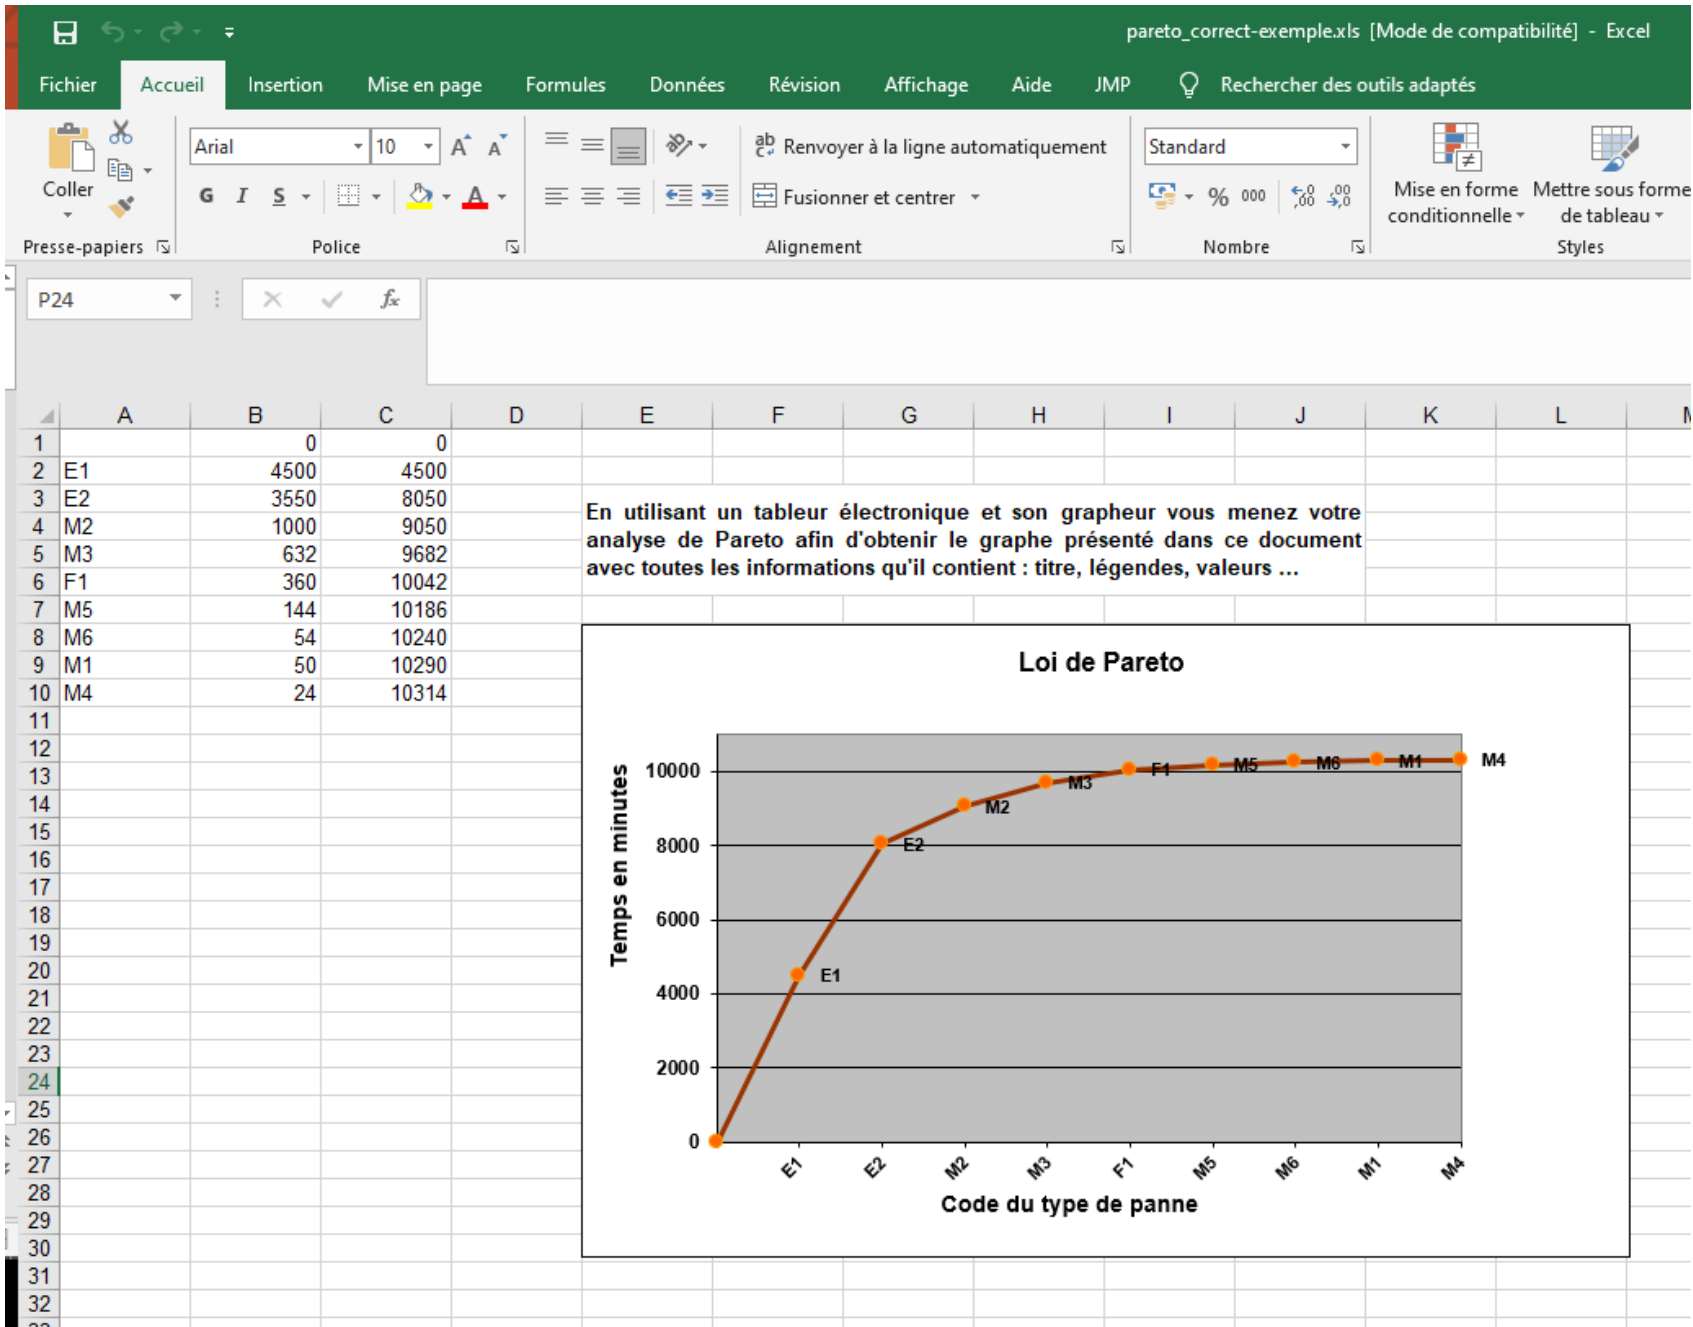 pareto_correct-exemple.xls [Mode de compatibilité] - Excel
Fichier Accueil Insertion Mise en page Formules Données Révision Affichage Aide JMP Rechercher des outils adaptés
Arial 10 Renvoyer à la ligne automatiquement Standard
Coller G I S Fusionner et centrer % 000 Mise en forme conditionnelle Mettre sous forme de tableau
Presse-papiers Police Alignement Nombre Styles
P24 fx
A B C D E F G H I J K L
1 0 0
2 E1 4500 4500
3 E2 3550 8050
4 M2 1000 9050
5 M3 632 9682
6 F1 360 10042
7 M5 144 10186
8 M6 54 10240
9 M1 50 10290
10 M4 24 10314
11
12
13
14
15
16
17
18
19
20
21
22
23
24
25
26
27
28
29
30
31
32
En utilisant un tableur électronique et son grapheur vous menez votre
analyse de Pareto afin d'obtenir le graphe présenté dans ce document
avec toutes les informations qu'il contient : titre, légendes, valeurs ...
Loi de Pareto
Temps en minutes
10000
8000
6000
4000
2000
0
E1 E2 M2 M3 F1 M5 M6 M1 M4
E1 E2 M2 M3 F1 M5 M6 M1 M4
Code du type de panne